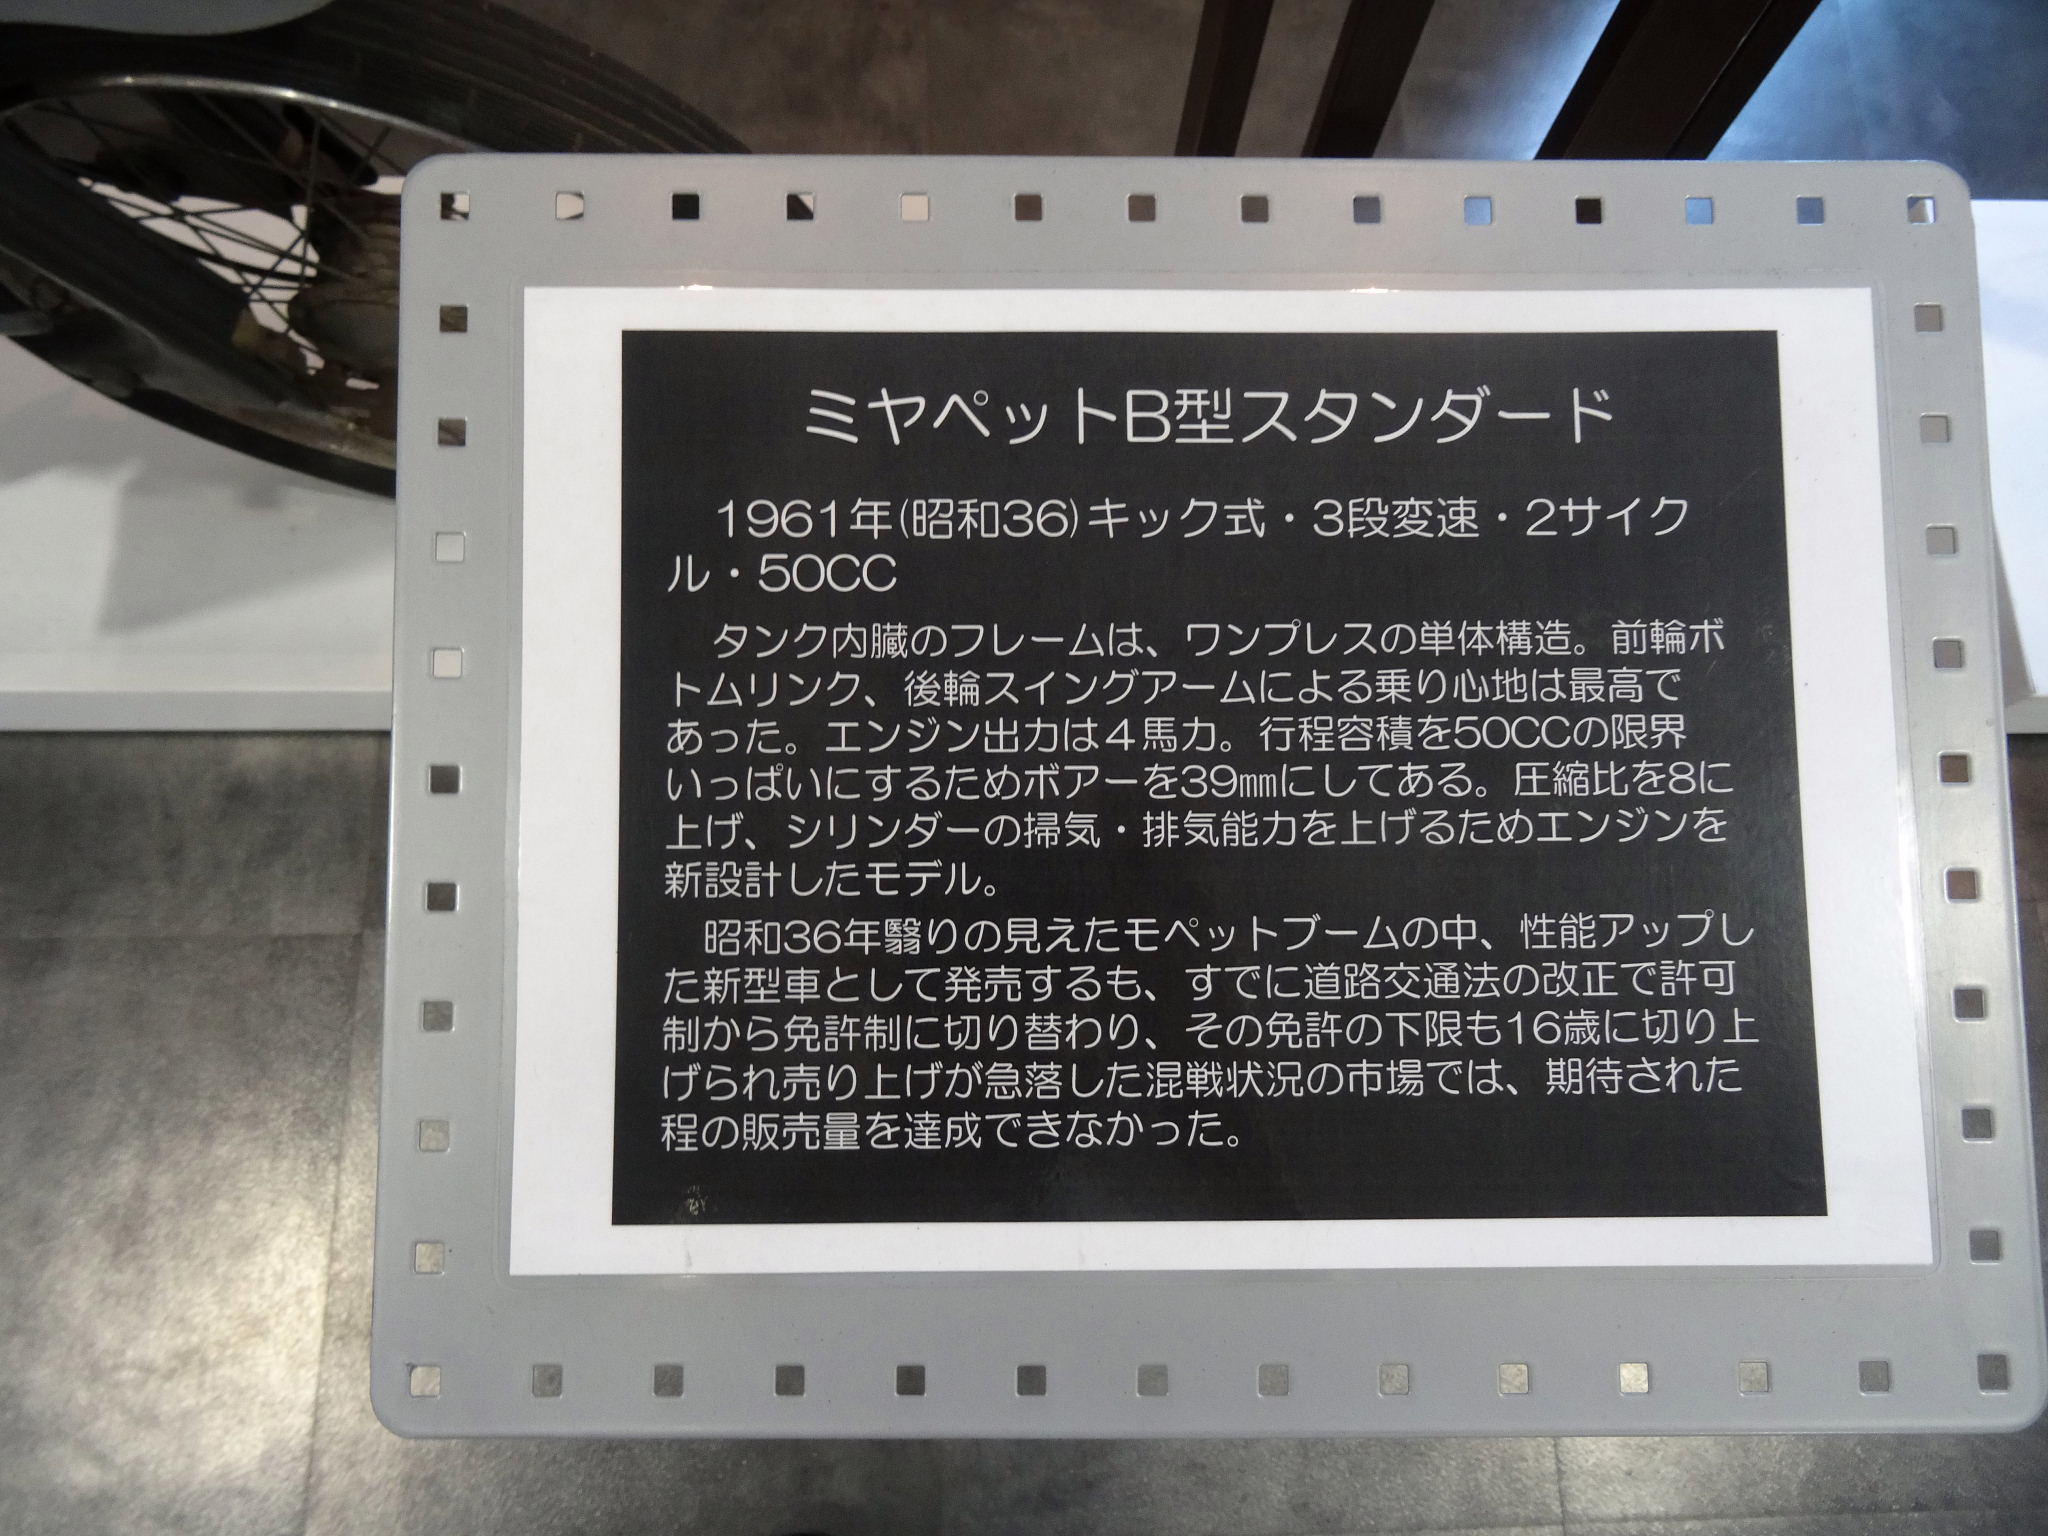 ミヤペットB型スタンダード
1961年(昭和36)キック式・3段変速・2サイク
ル・50CC
タンク内臓のフレームは、ワンプレスの単体構造。前輪ボ
トムリンク、後輪スイングアームによる乗り心地は最高で
あった。エンジン出力は４馬力。行程容積を50CCの限界
いっぱいにするためボアーを39㎜にしてある。圧縮比を8に
上げ、シリンダーの掃気・排気能力を上げるためエンジンを
新設計したモデル。
昭和36年翳りの見えたモペットブームの中、性能アップし
た新型車として発売するも、すでに道路交通法の改正で許可
制から免許制に切り替わり、その免許の下限も16歳に切り上
げられ売り上げが急落した混戦状況の市場では、期待された
程の販売量を達成できなかった。